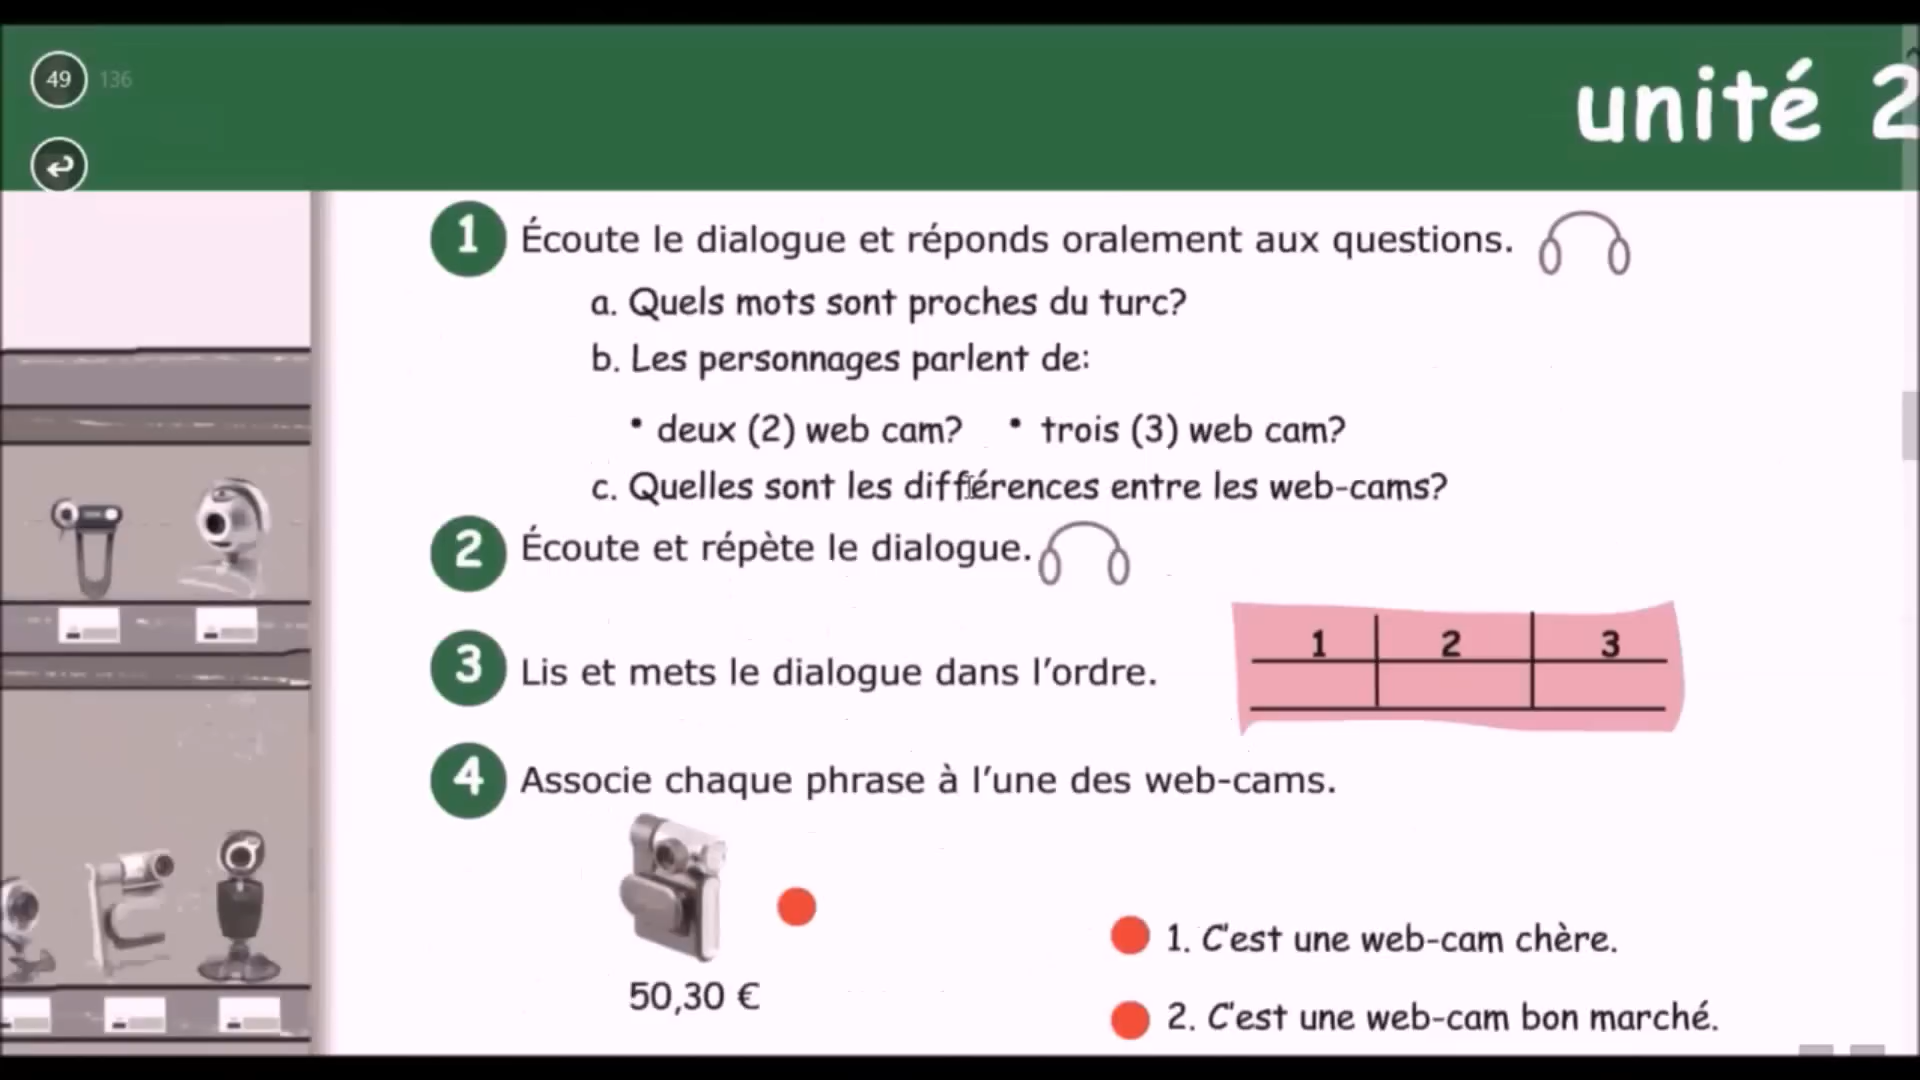 49 136
unité 2
1 Écoute le dialogue et réponds oralement aux questions.
a. Quels mots sont proches du turc?
b. Les personnages parlent de:
• deux (2) web cam? • trois (3) web cam?
c. Quelles sont les différences entre les web-cams?
2 Écoute et répète le dialogue.
3 Lis et mets le dialogue dans l'ordre.
1 2 3
4 Associe chaque phrase à l'une des web-cams.
50,30 €
1. C'est une web-cam chère.
2. C'est une web-cam bon marché.